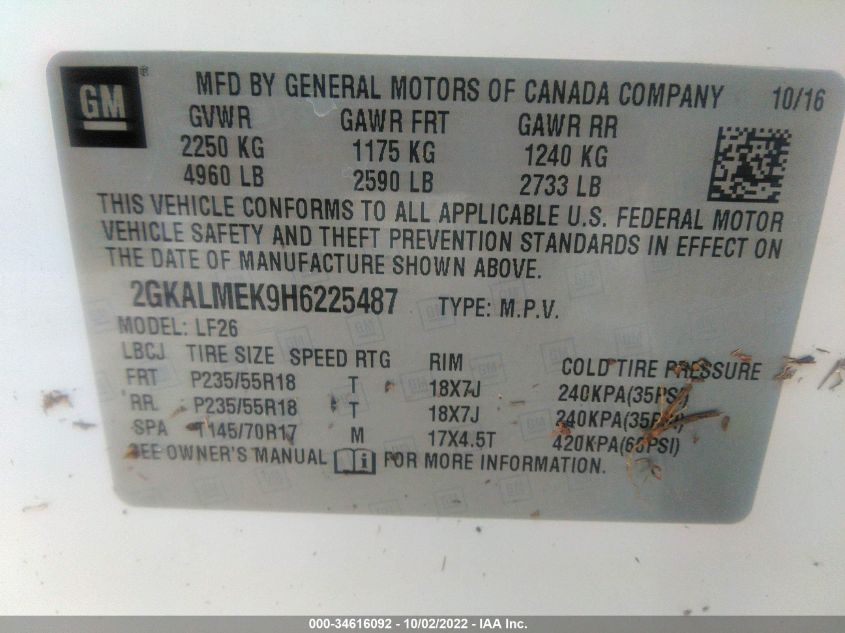 GM
MFD BY GENERAL MOTORS OF CANADA COMPANY 10/16
GVWR GAWR FRT GAWR RR
2250 KG 1175 KG 1240 KG
4960 LB 2590 LB 2733 LB
THIS VEHICLE CONFORMS TO ALL APPLICABLE U.S. FEDERAL MOTOR
VEHICLE SAFETY AND THEFT PREVENTION STANDARDS IN EFFECT ON
THE DATE OF MANUFACTURE SHOWN ABOVE.
2GKALMEK9H6225487 TYPE: M.P.V.
MODEL: LF26
LBCJ TIRE SIZE SPEED RTG RIM COLD TIRE PRESSURE
FRT P235/55R18 T 18X7J 240KPA(35PSI)
RR P235/55R18 T 18X7J 240KPA(35PSI)
SPA T145/70R17 M 17X4.5T 420KPA(60PSI)
SEE OWNER'S MANUAL FOR MORE INFORMATION.
000-34616092 - 10/02/2022 - IAA Inc.